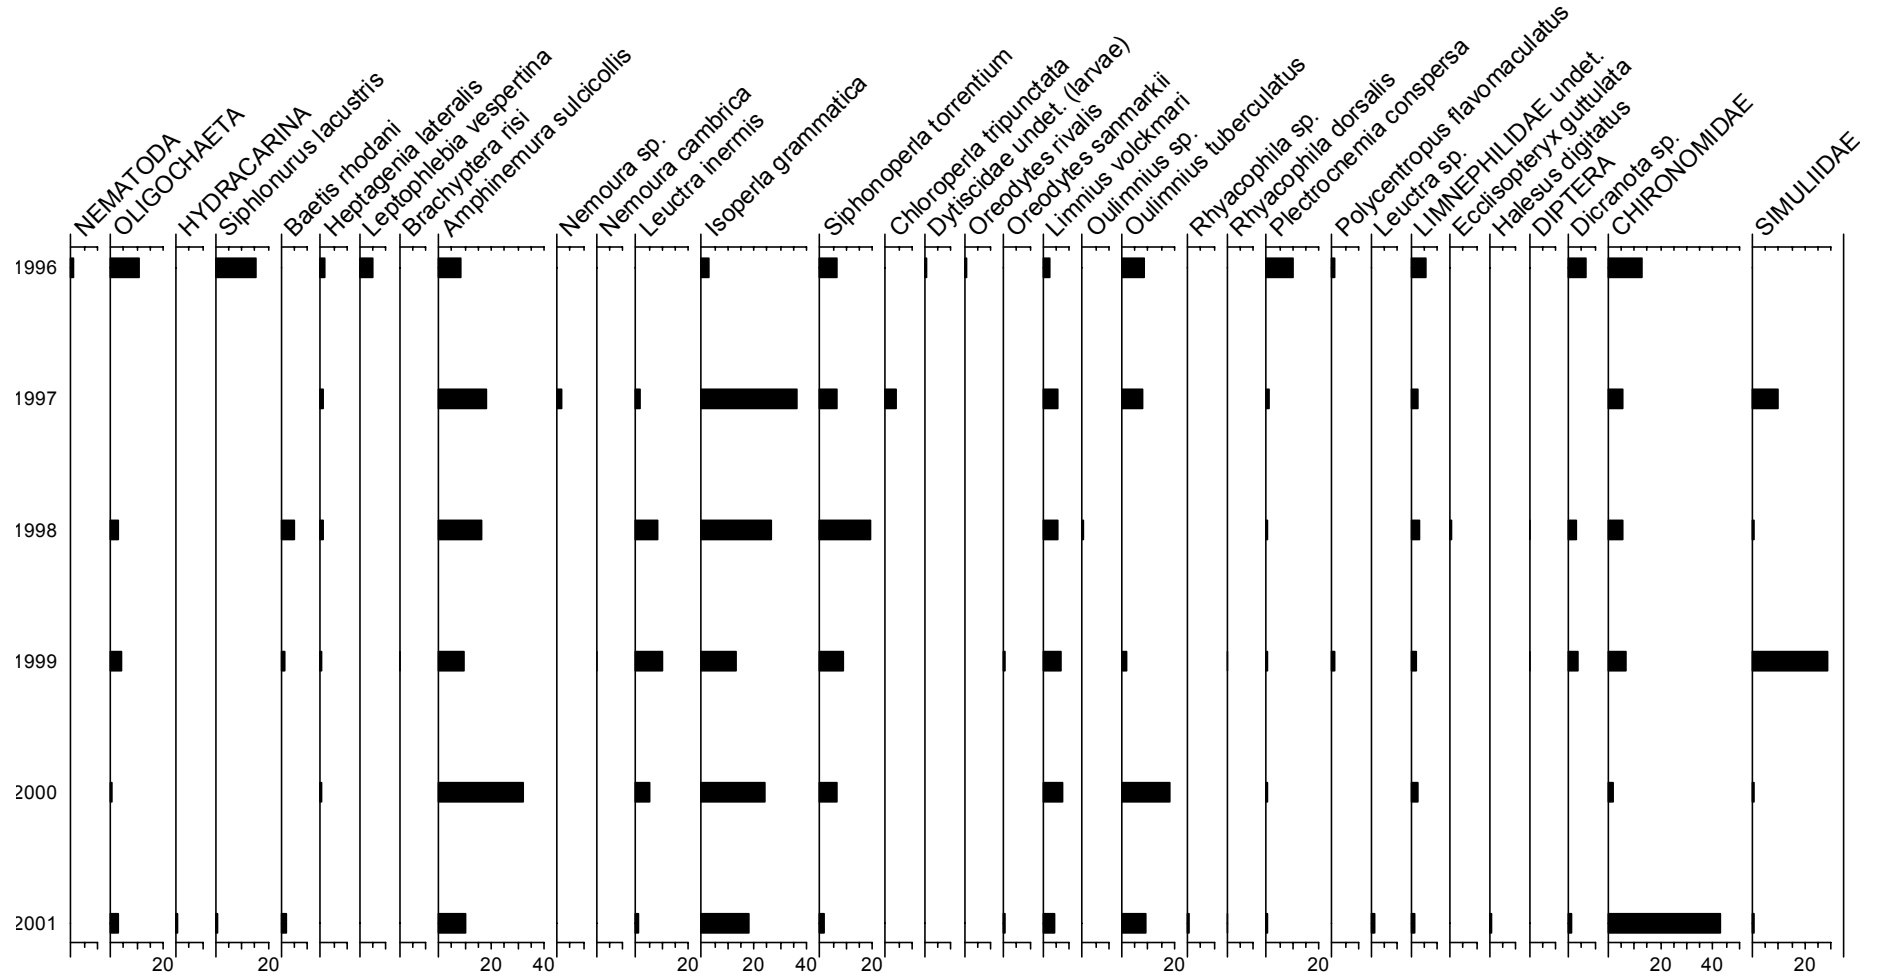 NEMATODA
OLIGOCHAETA
HYDRACARINA
Siphlonurus lacustris
Baetis rhodani
Heptagenia lateralis
Leptophlebia vespertina
Brachyptera risi
Amphinemura sulcicollis
Nemoura sp.
Nemoura cambrica
Leuctra inermis
Isoperla grammatica
Siphonoperla torrentium
Chloroperla tripunctata
Dytiscidae undet. (larvae)
Oreodytes rivalis
Oreodytes sanmarkii
Limnius volckmari
Oulimnius sp.
Oulimnius tuberculatus
Rhyacophila sp.
Rhyacophila dorsalis
Plectrocnemia conspersa
Polycentropus flavomaculatus
Leuctra sp.
LIMNEPHILIDAE undet.
Ecclisopteryx guttulata
Halesus digitatus
DIPTERA
Dicranota sp.
CHIRONOMIDAE
SIMULIIDAE
1996
1997
1998
1999
2000
2001
20 20 20 40 20 20 40 20 20 20 20 40 20